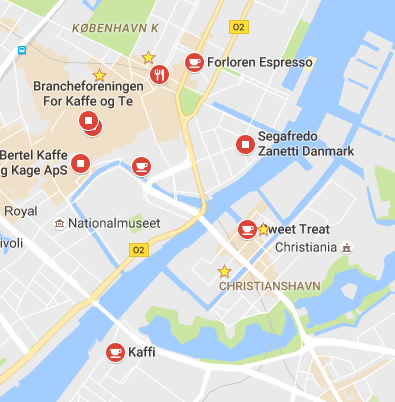 KØBENHAVN K
O2
Forloren Espresso
Brancheforeningen
For Kaffe og Te
Segafredo
Zanetti Danmark
Bertel Kaffe
g Kage ApS
Royal
Nationalmuseet
ivoli
O2
Sweet Treat
Christiania
CHRISTIANSHAVN
Kaffi